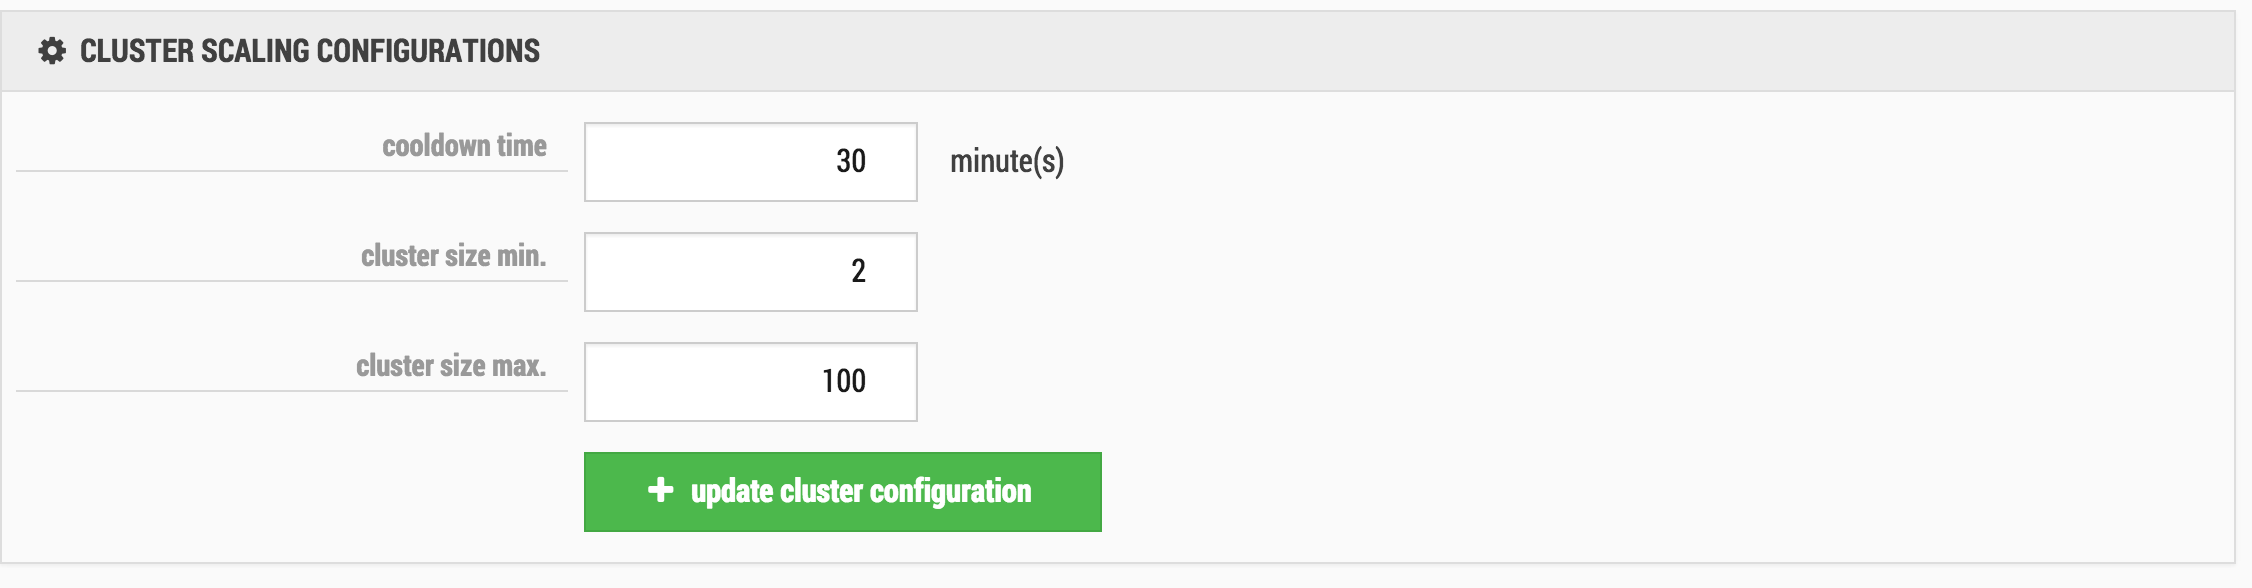 CLUSTER SCALING CONFIGURATIONS
cooldown time 30 minute(s)
cluster size min. 2
cluster size max. 100
+ update cluster configuration